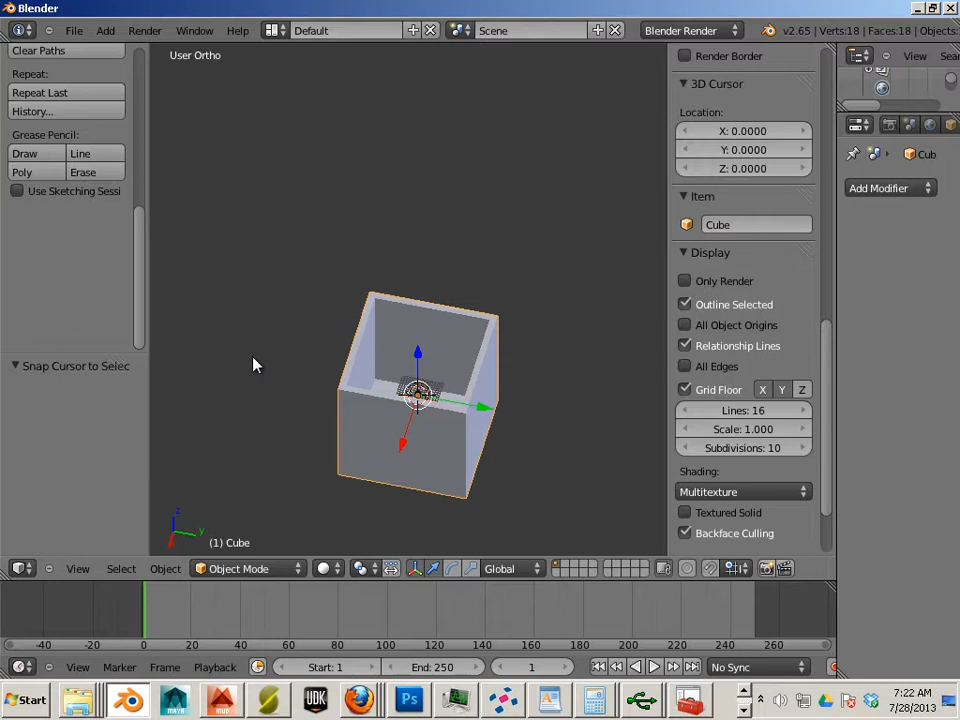 Blender
File Add Render Window Help Default Scene Blender Render v2.65 | Verts:18 | Faces:18 | Objects:
Clear Paths
Repeat:
Repeat Last
History...
Grease Pencil:
Draw Line
Poly Erase
Use Sketching Sessi
Snap Cursor to Selec
User Ortho
z
y
(1) Cube
Render Border
3D Cursor
Location:
X: 0.0000
Y: 0.0000
Z: 0.0000
Item
Cube
Display
Only Render
Outline Selected
All Object Origins
Relationship Lines
All Edges
Grid Floor X Y Z
Lines: 16
Scale: 1.000
Subdivisions: 10
Shading:
Multitexture
Textured Solid
Backface Culling
View Sear
Cub
Add Modifier
View Select Object Object Mode Global
-40 -20 0 20 40 60 80 100 120 140 160 180 200 220 240 260 280
View Marker Frame Playback Start: 1 End: 250 1 No Sync
Start UDK Ps
7:22 AM
7/28/2013